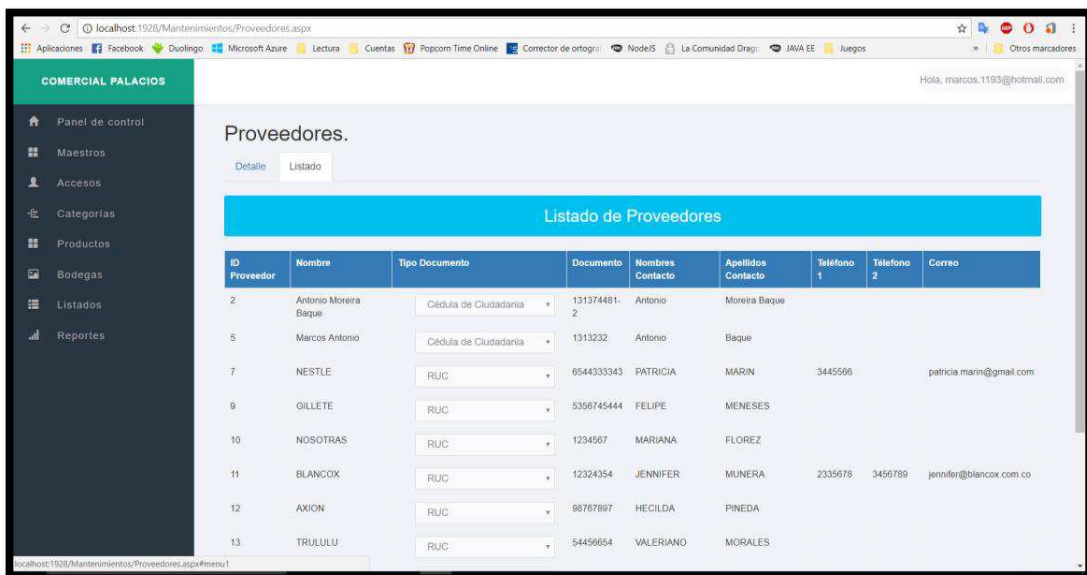 localhost:1928/Mantenimientos/Proveedores.aspx
Aplicaciones Facebook Duolingo Microsoft Azure Lectura Cuentas Popcorn Time Online Corrector de ortogra NodeJS La Comunidad Drag JAVA EE Juegos » Otros marcadores
COMERCIAL PALACIOS
Hola, marcos.1193@hotmail.com
Panel de control
Maestros
Accesos
Categorias
Productos
Bodegas
Listados
Reportes
Proveedores.
Detalle Listado
Listado de Proveedores
ID Proveedor Nombre Tipo Documento Documento Nombres Contacto Apellidos Contacto Teléfono 1 Télefono 2 Correo
2 Antonio Moreira Baque Cédula de Ciudadania 131374481-2 Antonio Moreira Baque
5 Marcos Antonio Cédula de Ciudadania 1313232 Antonio Baque
7 NESTLE RUC 6544333343 PATRICIA MARIN 3445566 patricia.marin@gmail.com
9 GILLETE RUC 5356745444 FELIPE MENESES
10 NOSOTRAS RUC 1234567 MARIANA FLOREZ
11 BLANCOX RUC 12324354 JENNIFER MUNERA 2335678 3456789 jennifer@blancox.com.co
12 AXION RUC 98767897 HECILDA PINEDA
13 TRULULU RUC 54456654 VALERIANO MORALES
localhost:1928/Mantenimientos/Proveedores.aspx#menu1